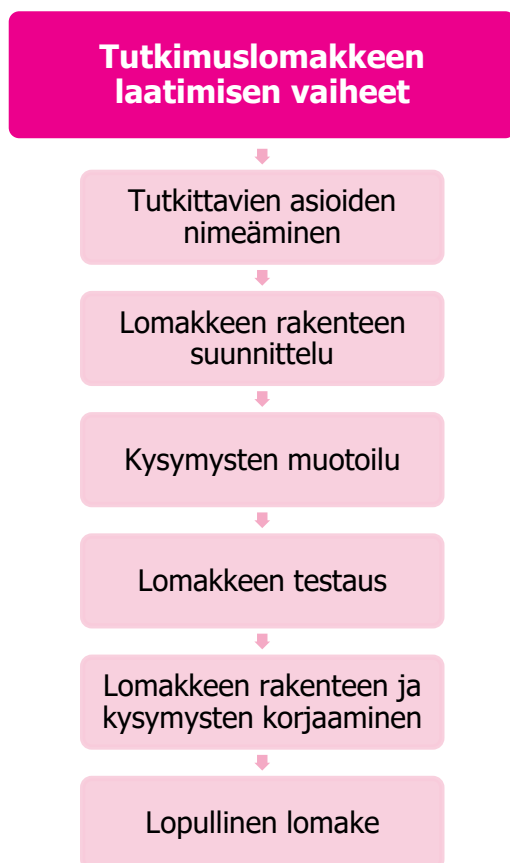 Tutkimuslomakkeen
laatimisen vaiheet
Tutkittavien asioiden
nimeäminen
Lomakkeen rakenteen
suunnittelu
Kysymysten muotoilu
Lomakkeen testaus
Lomakkeen rakenteen ja
kysymysten korjaaminen
Lopullinen lomake